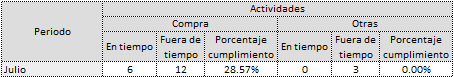 Actividades
Periodo
Compra
Otras
En tiempo
Fuera de tiempo
Porcentaje cumplimiento
En tiempo
Fuera de tiempo
Porcentaje cumplimiento
Julio 6 12 28.57% 0 3 0.00%